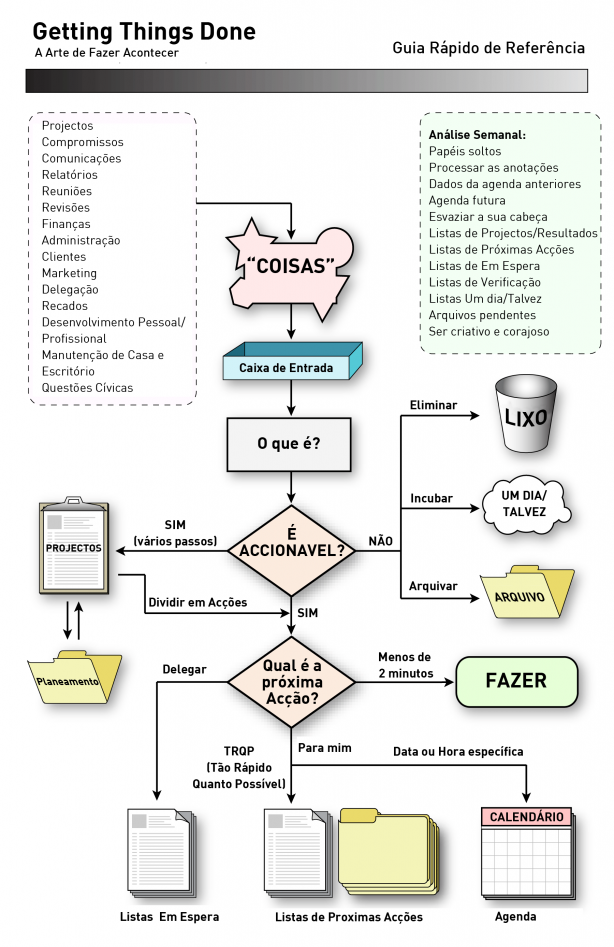 Getting Things Done
A Arte de Fazer Acontecer
Guia Rápido de Referência
Projectos
Compromissos
Comunicações
Relatórios
Reuniões
Revisões
Finanças
Administração
Clientes
Marketing
Delegação
Recados
Desenvolvimento Pessoal/
Profissional
Manutenção de Casa e
Escritório
Questões Cívicas
Análise Semanal:
Papéis soltos
Processar as anotações
Dados da agenda anteriores
Agenda futura
Esvaziar a sua cabeça
Listas de Projectos/Resultados
Listas de Próximas Acções
Listas de Em Espera
Listas de Verificação
Listas Um dia/Talvez
Arquivos pendentes
Ser criativo e corajoso
“COISAS”
Caixa de Entrada
O que é?
Eliminar
LIXO
Incubar
UM DIA/
TALVEZ
Arquivar
ARQUIVO
É
ACCIONAVEL?
NÃO
SIM
(vários passos)
PROJECTOS
Dividir em Acções
SIM
Planeamento
Delegar
Qual é a
próxima
Acção?
Menos de
2 minutos
FAZER
TRQP
(Tão Rápido
Quanto Possível)
Para mim
Data ou Hora específica
CALENDÁRIO
Listas Em Espera
Listas de Proximas Acções
Agenda